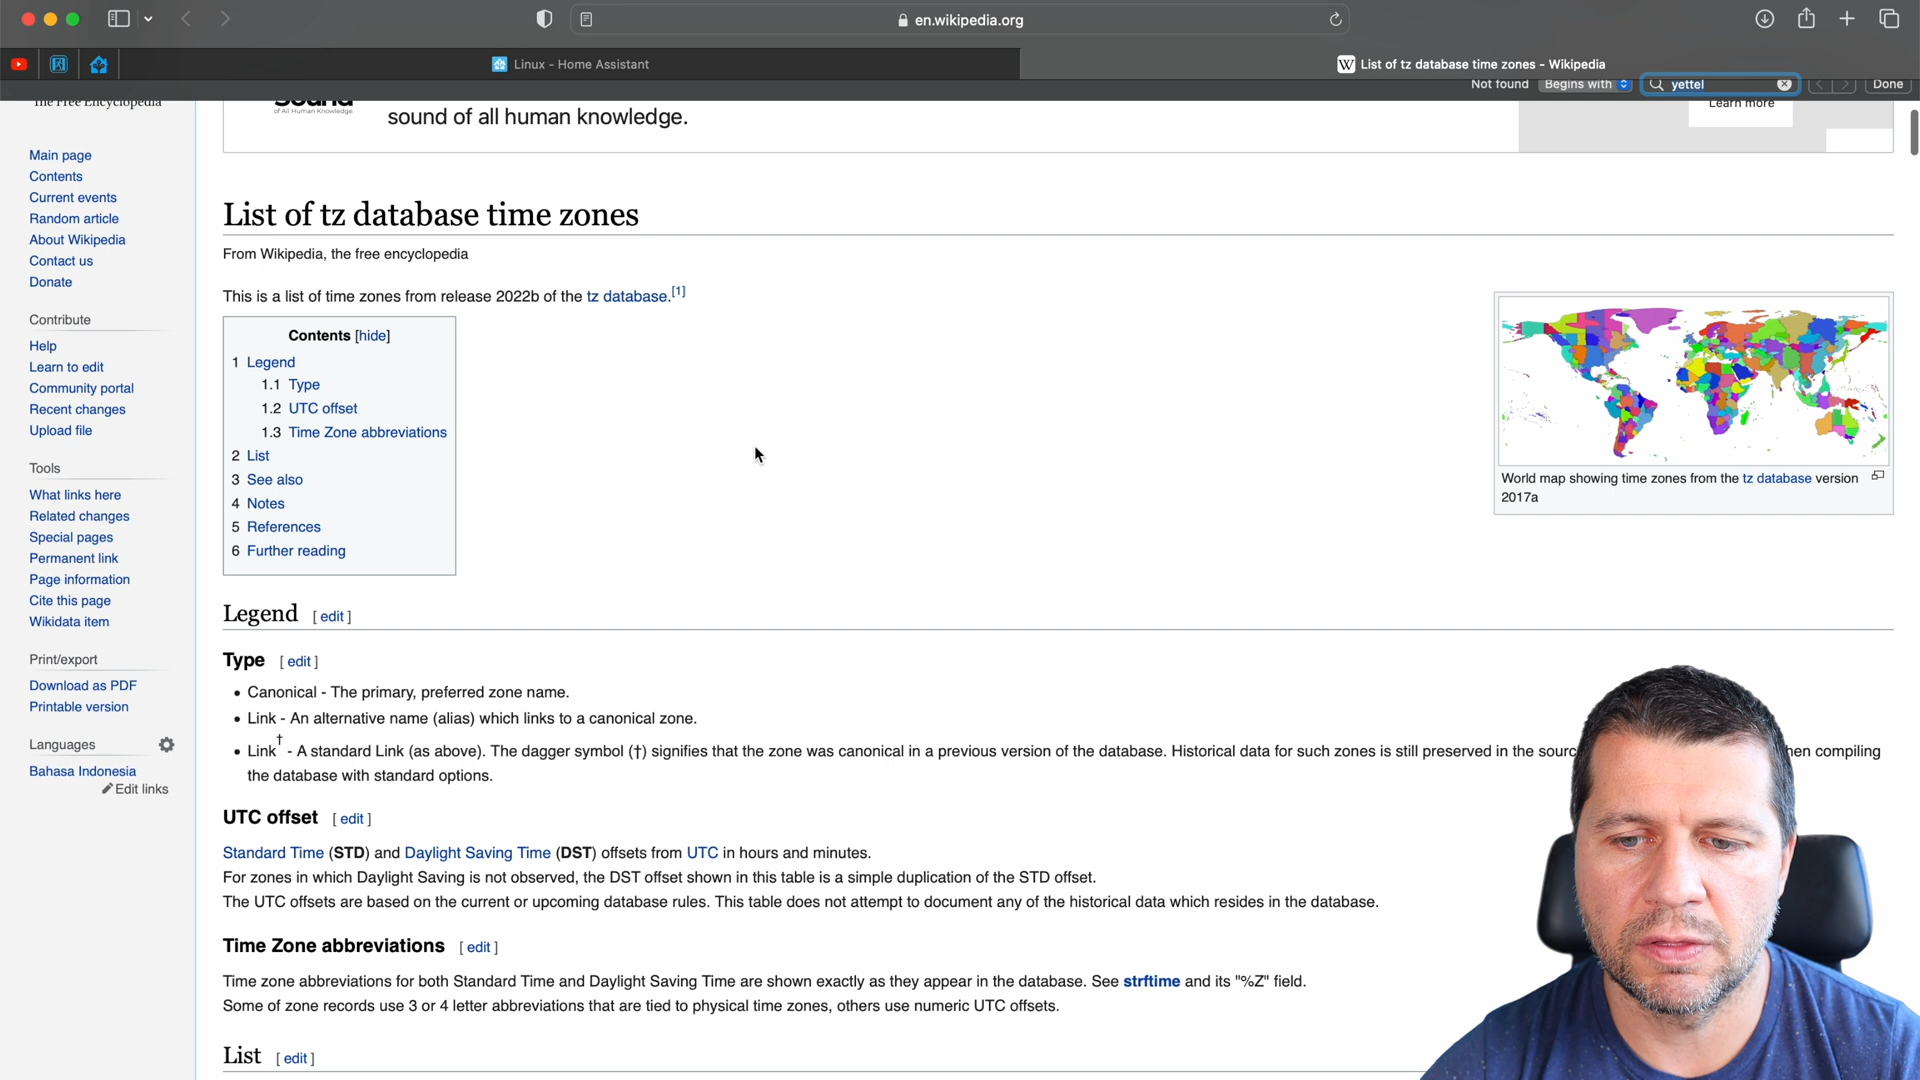 en.wikipedia.org
Linux - Home Assistant
List of tz database time zones - Wikipedia
Not found
Begins with
yettel
Done
The Free Encyclopedia
Sound
of All Human Knowledge.
sound of all human knowledge.
Learn more
Main page
Contents
Current events
Random article
About Wikipedia
Contact us
Donate
Contribute
Help
Learn to edit
Community portal
Recent changes
Upload file
Tools
What links here
Related changes
Special pages
Permanent link
Page information
Cite this page
Wikidata item
Print/export
Download as PDF
Printable version
Languages
Bahasa Indonesia
Edit links
List of tz database time zones
From Wikipedia, the free encyclopedia
This is a list of time zones from release 2022b of the tz database.[1]
Contents [hide]
1 Legend
1.1 Type
1.2 UTC offset
1.3 Time Zone abbreviations
2 List
3 See also
4 Notes
5 References
6 Further reading
World map showing time zones from the tz database version
2017a
Legend [ edit ]
Type [ edit ]
• Canonical - The primary, preferred zone name.
• Link - An alternative name (alias) which links to a canonical zone.
• Link† - A standard Link (as above). The dagger symbol (†) signifies that the zone was canonical in a previous version of the database. Historical data for such zones is still preserved in the compiling
the database with standard options.
UTC offset [ edit ]
Standard Time (STD) and Daylight Saving Time (DST) offsets from UTC in hours and minutes.
For zones in which Daylight Saving is not observed, the DST offset shown in this table is a simple duplication of the STD offset.
The UTC offsets are based on the current or upcoming database rules. This table does not attempt to document any of the historical data which resides in the database.
Time Zone abbreviations [ edit ]
Time zone abbreviations for both Standard Time and Daylight Saving Time are shown exactly as they appear in the database. See strftime and its "%Z" field.
Some of zone records use 3 or 4 letter abbreviations that are tied to physical time zones, others use numeric UTC offsets.
List [ edit ]